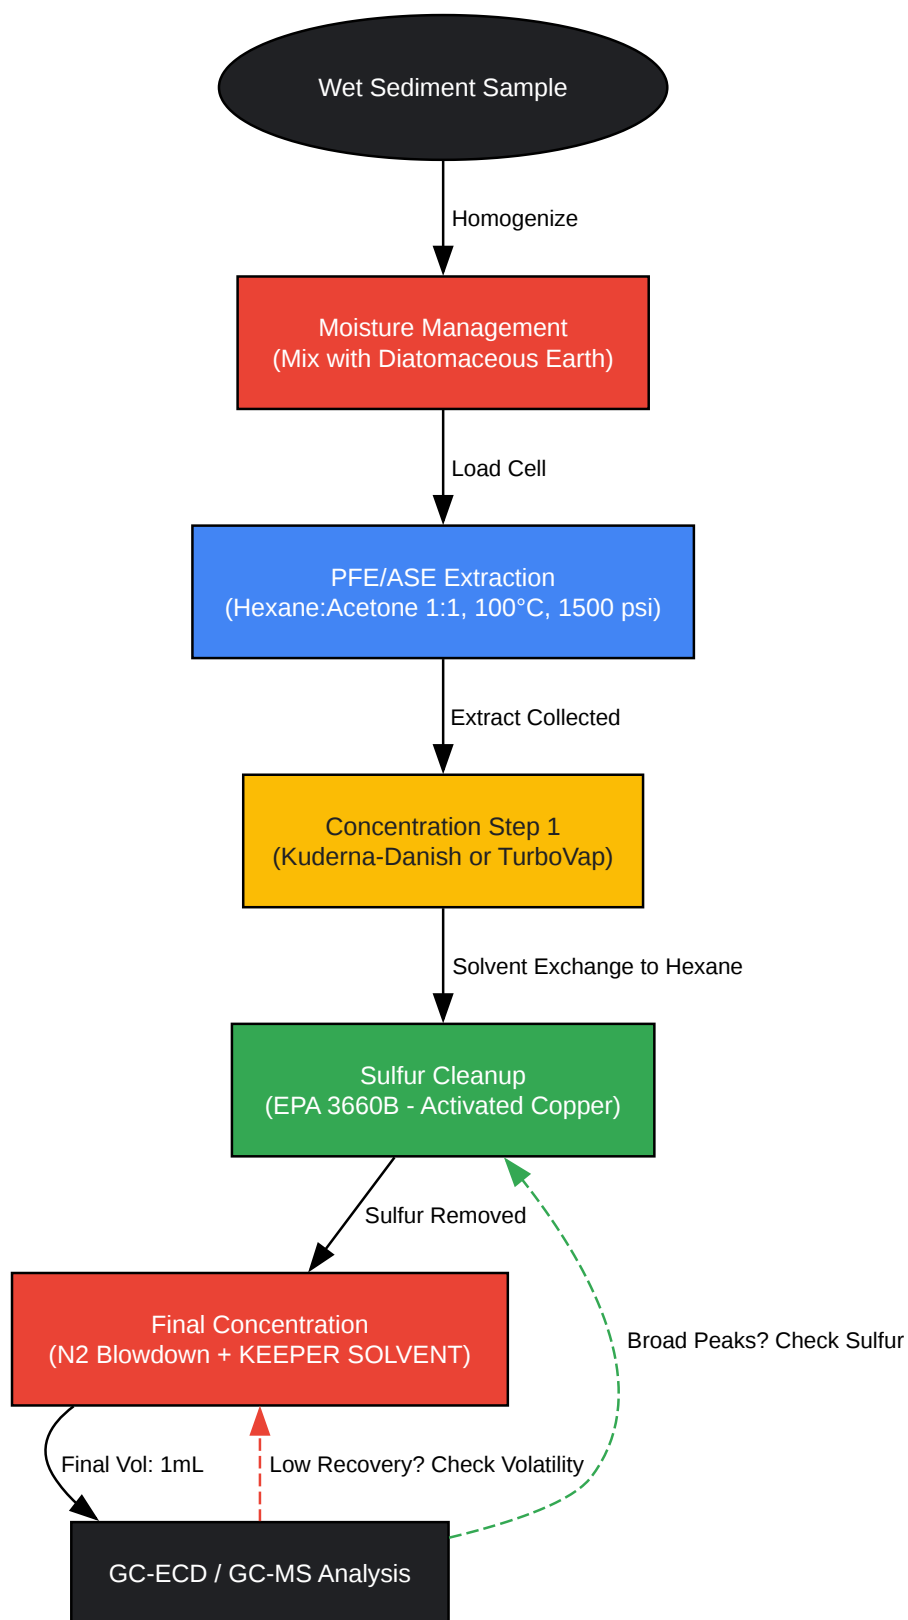 Wet Sediment Sample
Homogenize
Moisture Management
(Mix with Diatomaceous Earth)
Load Cell
PFE/ASE Extraction
(Hexane:Acetone 1:1, 100°C, 1500 psi)
Extract Collected
Concentration Step 1
(Kuderna-Danish or TurboVap)
Solvent Exchange to Hexane
Sulfur Cleanup
(EPA 3660B - Activated Copper)
Sulfur Removed
Final Concentration
(N2 Blowdown + KEEPER SOLVENT)
Broad Peaks? Check Sulfur
Final Vol: 1mL
Low Recovery? Check Volatility
GC-ECD / GC-MS Analysis